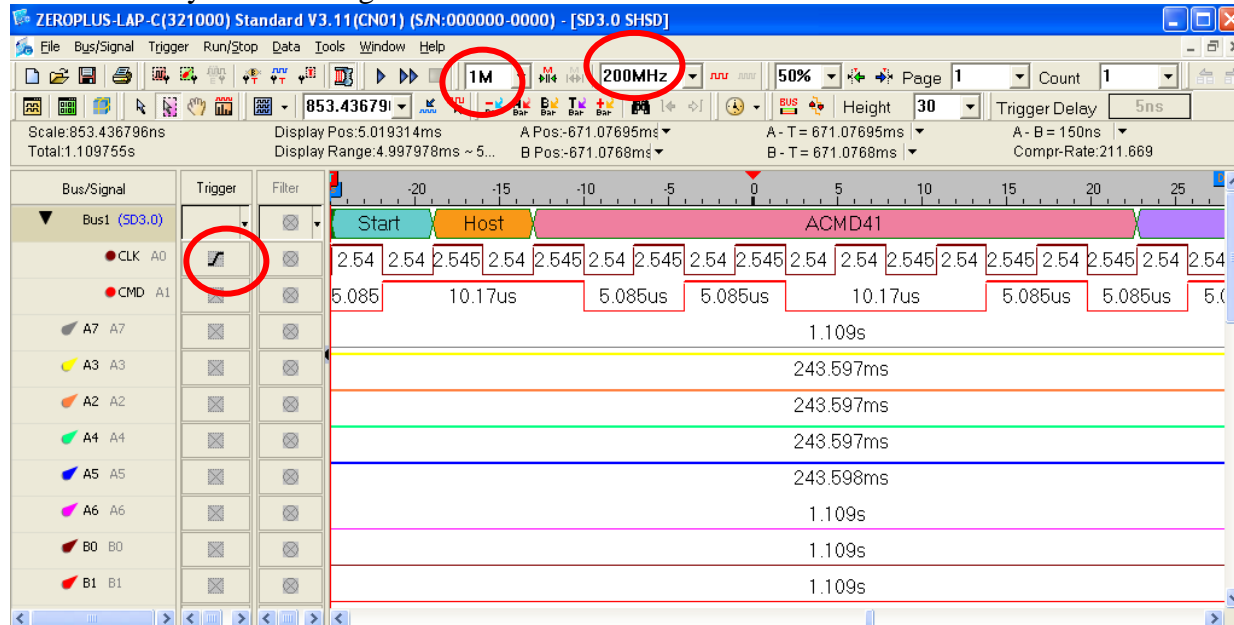 ZEROPLUS-LAP-C(321000) Standard V3.11(CN01) (S/N:000000-0000) - [SD3.0 SHSD]
File Bus/Signal Trigger Run/Stop Data Tools Window Help
1M 200MHz 50% Page 1 Count 1
853.43679 Bar Bar Bar Bar BUS Height 30 Trigger Delay 5ns
Scale:853.436796ns Display Pos:5.019314ms A Pos:-671.07695ms A - T = 671.07695ms A - B = 150ns
Total:1.109755s Display Range:4.997978ms ~ 5... B Pos:-671.0768ms B - T = 671.0768ms Compr-Rate:211.669
Bus/Signal Trigger Filter -20 -15 -10 -5 0 5 10 15 20 25
Bus1 (SD3.0) Start Host ACMD41
CLK A0 2.54 2.54 2.545 2.54 2.545 2.54 2.545 2.54 2.545 2.54 2.54 2.545 2.54 2.545 2.54 2.545 2.54 2.54
CMD A1 5.085 10.17us 5.085us 5.085us 10.17us 5.085us 5.085us 5.0
A7 A7 1.109s
A3 A3 243.597ms
A2 A2 243.597ms
A4 A4 243.597ms
A5 A5 243.598ms
A6 A6 1.109s
B0 B0 1.109s
B1 B1 1.109s